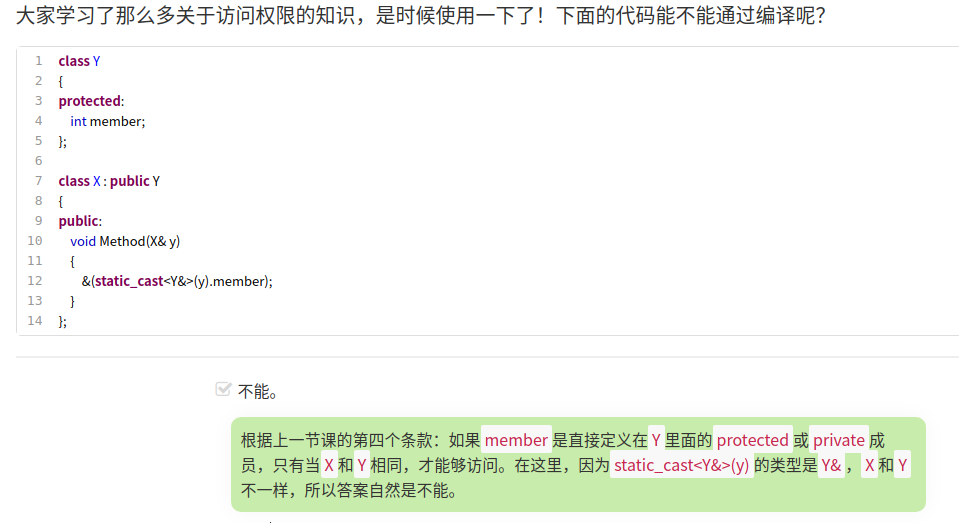 大家学习了那么多关于访问权限的知识，是时候使用一下了！下面的代码能不能通过编译呢？
1 class Y
2 {
3 protected:
4 int member;
5 };
6
7 class X : public Y
8 {
9 public:
10 void Method(X& y)
11 {
12 &(static_cast<Y&>(y).member);
13 }
14 };
不能。
根据上一节课的第四个条款：如果 member 是直接定义在 Y 里面的 protected 或 private 成
员，只有当 X 和 Y 相同，才能够访问。在这里，因为 static_cast<Y&>(y) 的类型是 Y& ，X 和 Y
不一样，所以答案自然是不能。